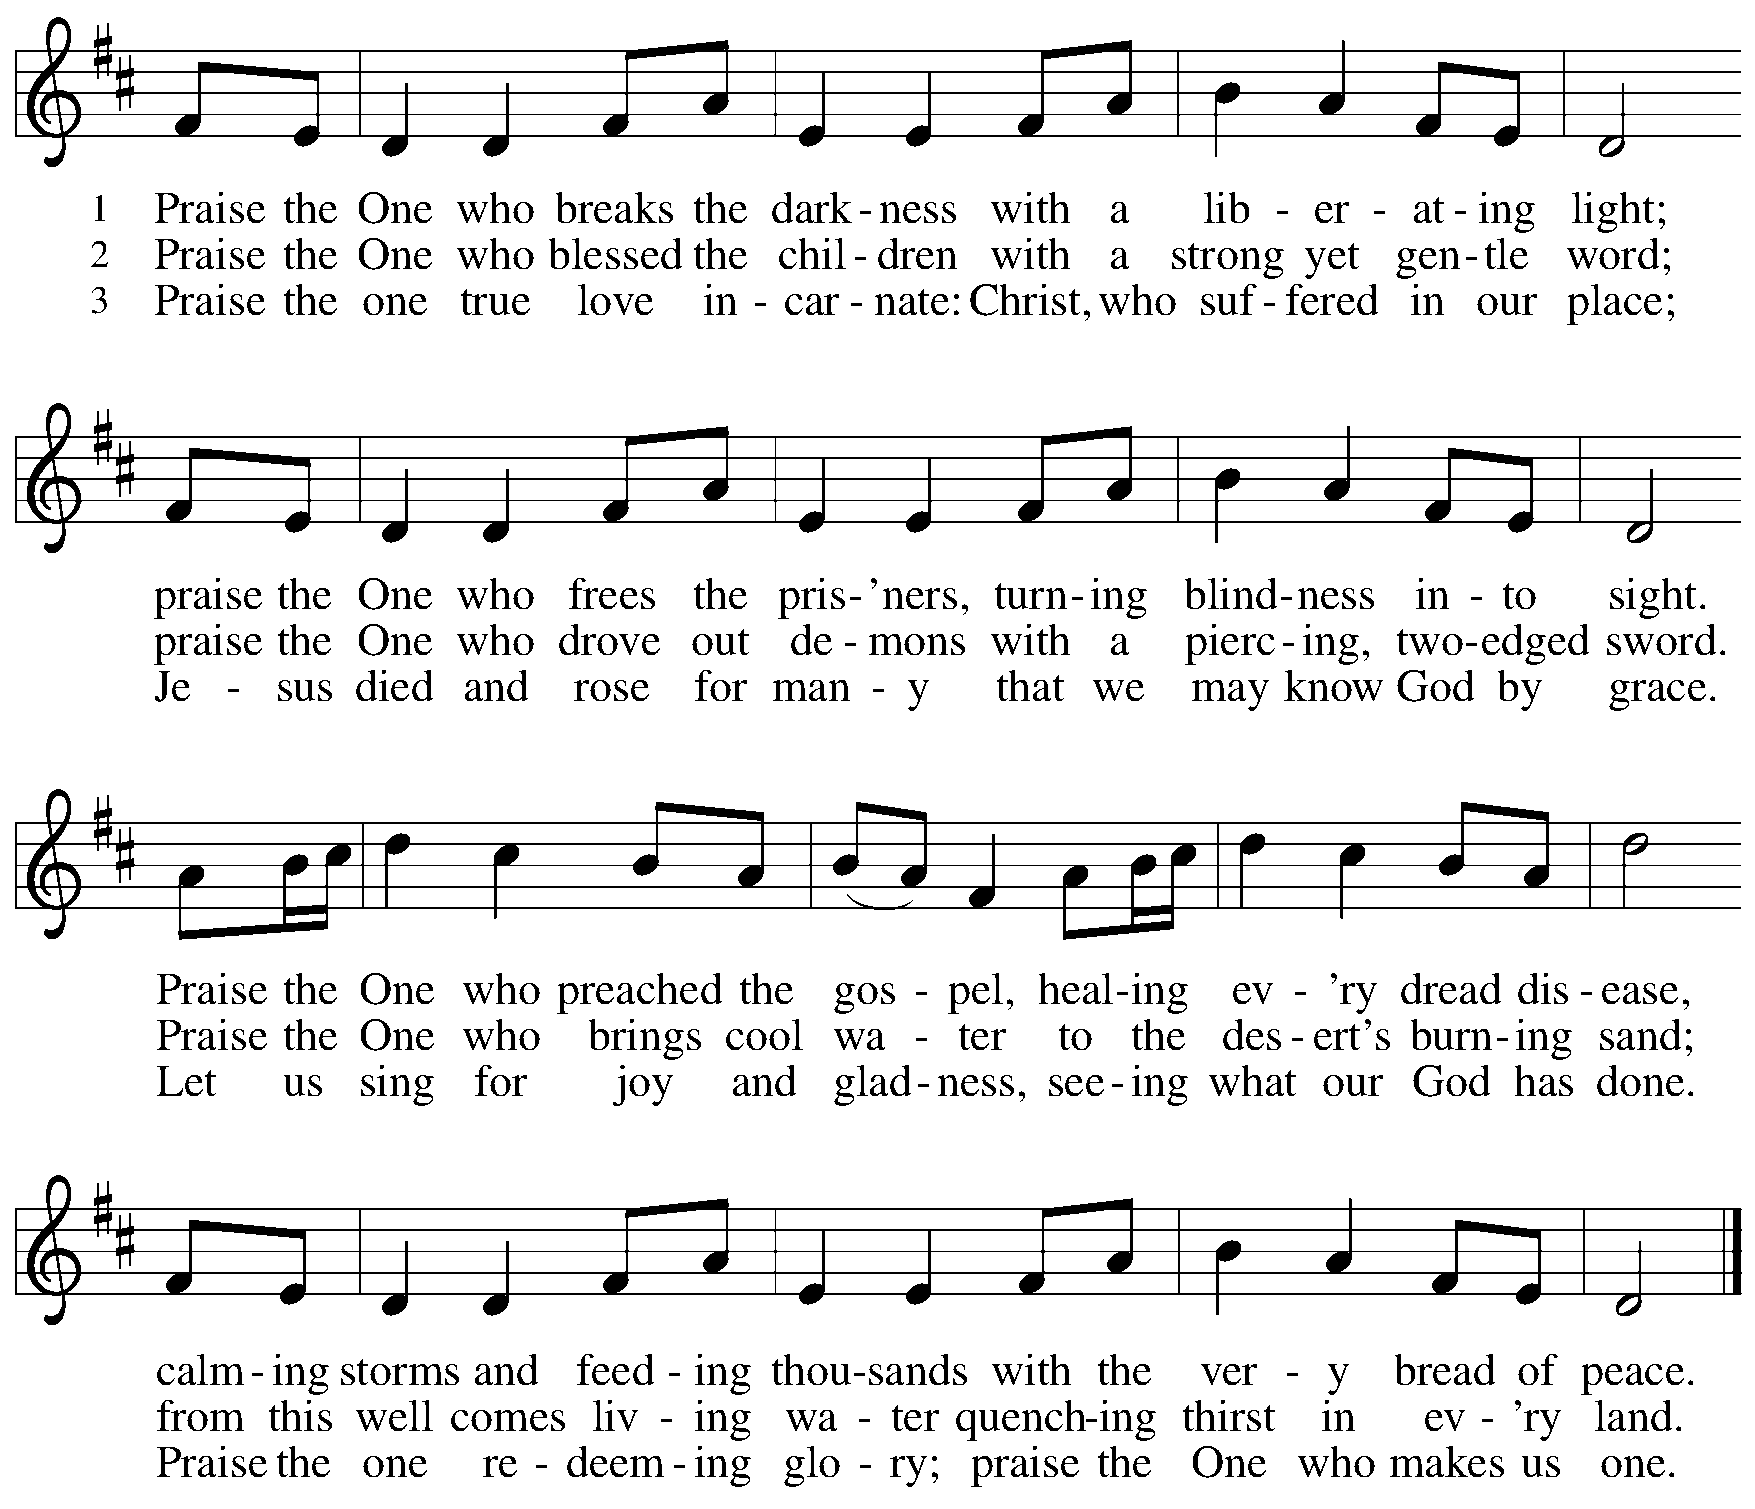 1 Praise the One who breaks the dark - ness with a lib - er - at - ing light;
2 Praise the One who blessed the chil - dren with a strong yet gen - tle word;
3 Praise the one true love in - car - nate: Christ, who suf - fered in our place;
praise the One who frees the pris - 'ners, turn - ing blind - ness in - to sight.
praise the One who drove out de - mons with a pierc - ing, two - edged sword.
Je - sus died and rose for man - y that we may know God by grace.
Praise the One who preached the gos - pel, heal - ing ev - 'ry dread dis - ease,
Praise the One who brings cool wa - ter to the des - ert's burn - ing sand;
Let us sing for joy and glad - ness, see - ing what our God has done.
calm - ing storms and feed - ing thou - sands with the ver - y bread of peace.
from this well comes liv - ing wa - ter quench - ing thirst in ev - 'ry land.
Praise the one re - deem - ing glo - ry; praise the One who makes us one.